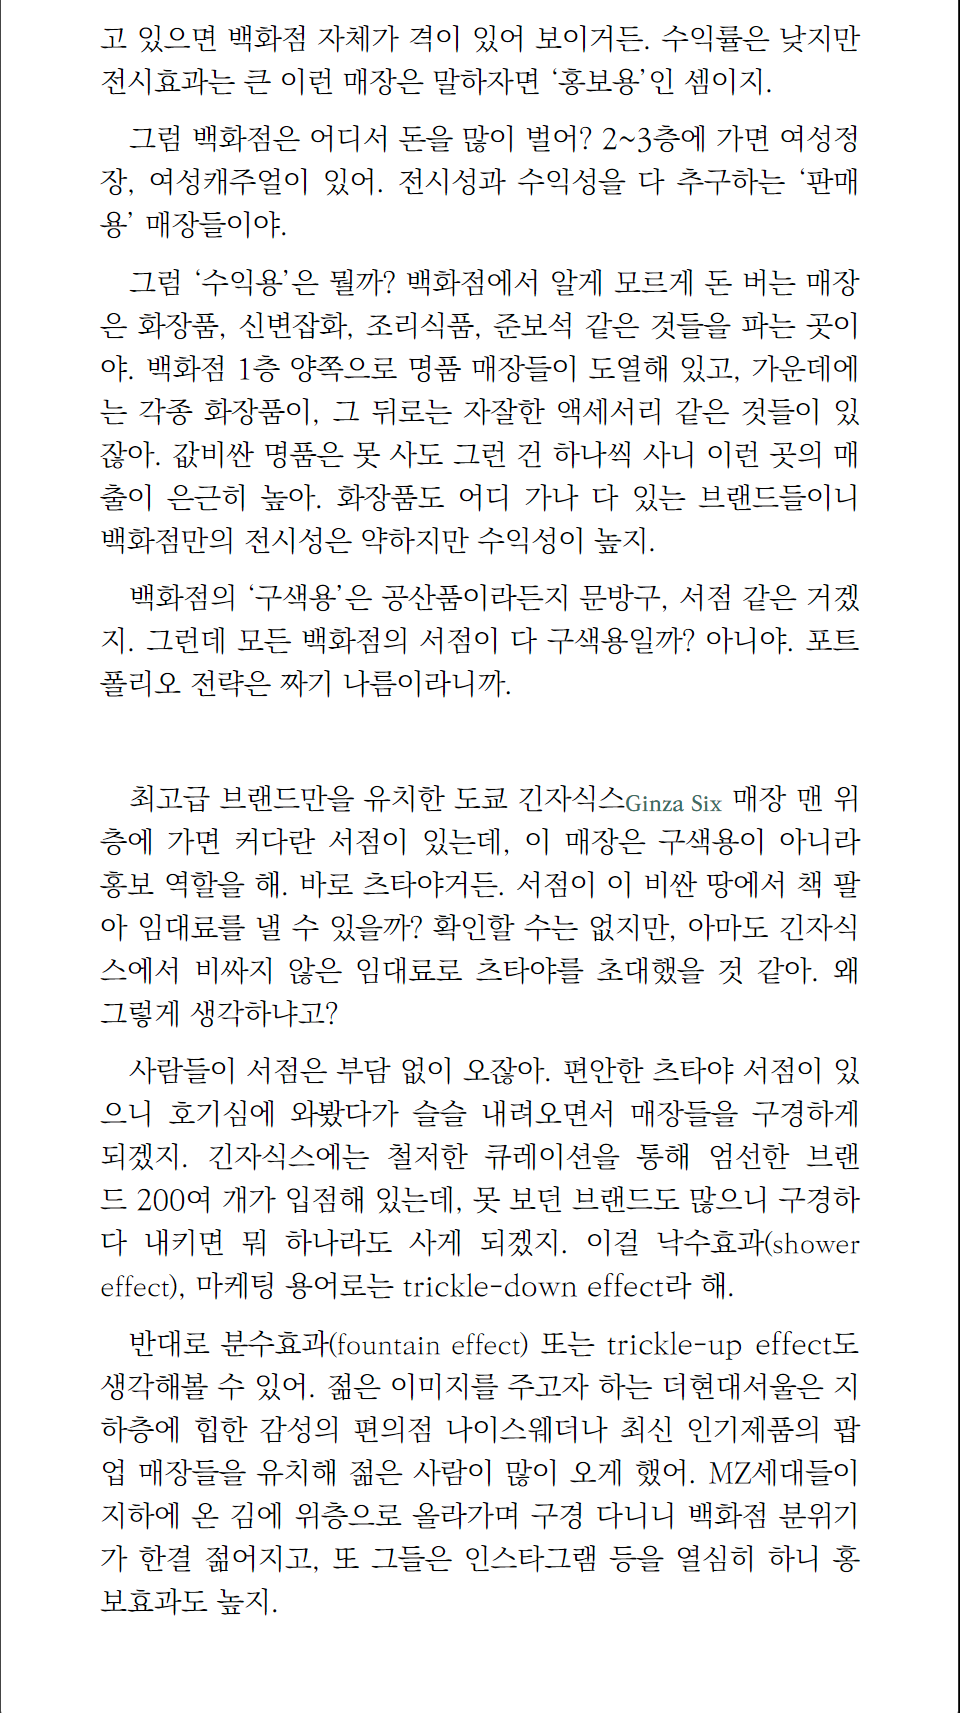 고 있으면 백화점 자체가 격이 있어 보이거든. 수익률은 낮지만
전시효과는 큰 이런 매장은 말하자면 ‘홍보용’인 셈이지.
그럼 백화점은 어디서 돈을 많이 벌어? 2~3층에 가면 여성정
장, 여성캐주얼이 있어. 전시성과 수익성을 다 추구하는 ‘판매
용’ 매장들이야.
그럼 ‘수익용’은 뭘까? 백화점에서 알게 모르게 돈 버는 매장
은 화장품, 신변잡화, 조리식품, 준보석 같은 것들을 파는 곳이
야. 백화점 1층 양쪽으로 명품 매장들이 도열해 있고, 가운데에
는 각종 화장품이, 그 뒤로는 자잘한 액세서리 같은 것들이 있
잖아. 값비싼 명품은 못 사도 그런 건 하나씩 사니 이런 곳의 매
출이 은근히 높아. 화장품도 어디 가나 다 있는 브랜드들이니
백화점만의 전시성은 약하지만 수익성이 높지.
백화점의 ‘구색용’은 공산품이라든지 문방구, 서점 같은 거겠
지. 그런데 모든 백화점의 서점이 다 구색용일까? 아니야. 포트
폴리오 전략은 짜기 나름이라니까.
최고급 브랜드만을 유치한 도쿄 긴자식스Ginza Six 매장 맨 위
층에 가면 커다란 서점이 있는데, 이 매장은 구색용이 아니라
홍보 역할을 해. 바로 츠타야거든. 서점이 이 비싼 땅에서 책 팔
아 임대료를 낼 수 있을까? 확인할 수는 없지만, 아마도 긴자식
스에서 비싸지 않은 임대료로 츠타야를 초대했을 것 같아. 왜
그렇게 생각하냐고?
사람들이 서점은 부담 없이 오잖아. 편안한 츠타야 서점이 있
으니 호기심에 와봤다가 슬슬 내려오면서 매장들을 구경하게
되겠지. 긴자식스에는 철저한 큐레이션을 통해 엄선한 브랜
드 200여 개가 입점해 있는데, 못 보던 브랜드도 많으니 구경하
다 내키면 뭐 하나라도 사게 되겠지. 이걸 낙수효과(shower
effect), 마케팅 용어로는 trickle-down effect라 해.
반대로 분수효과(fountain effect) 또는 trickle-up effect도
생각해볼 수 있어. 젊은 이미지를 주고자 하는 더현대서울은 지
하층에 힙한 감성의 편의점 나이스웨더나 최신 인기제품의 팝
업 매장들을 유치해 젊은 사람이 많이 오게 했어. MZ세대들이
지하에 온 김에 위층으로 올라가며 구경 다니니 백화점 분위기
가 한결 젊어지고, 또 그들은 인스타그램 등을 열심히 하니 홍
보효과도 높지.